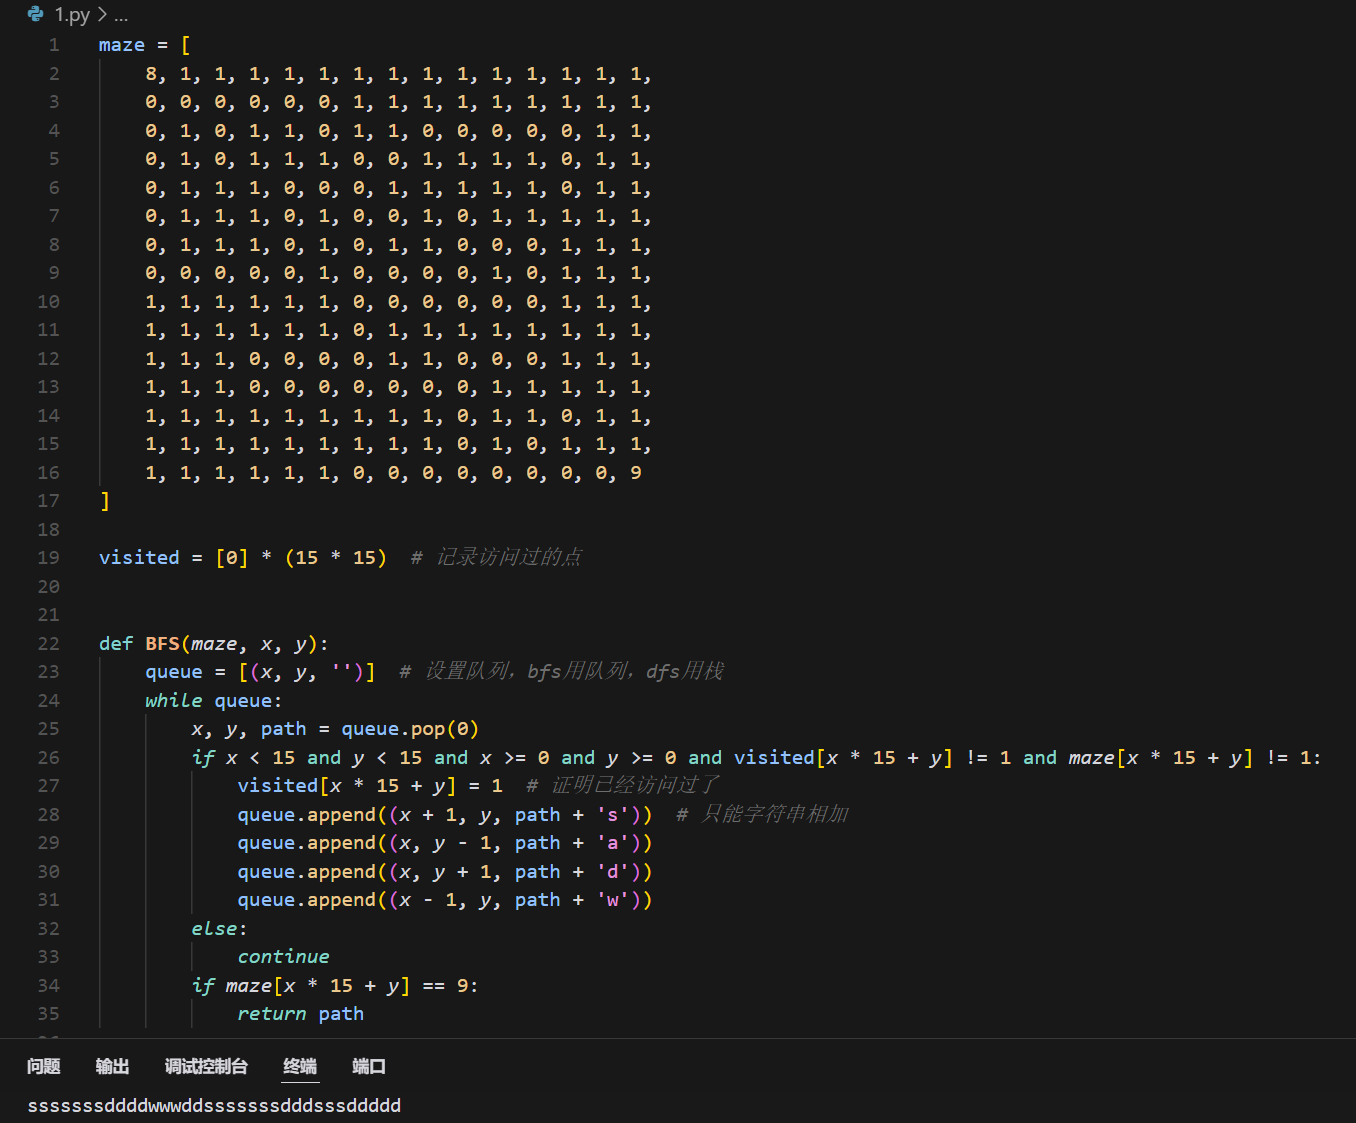 1.py > ...
1 maze = [
2 8, 1, 1, 1, 1, 1, 1, 1, 1, 1, 1, 1, 1, 1, 1,
3 0, 0, 0, 0, 0, 0, 1, 1, 1, 1, 1, 1, 1, 1, 1,
4 0, 1, 0, 1, 1, 0, 1, 1, 0, 0, 0, 0, 0, 1, 1,
5 0, 1, 0, 1, 1, 1, 0, 0, 1, 1, 1, 1, 0, 1, 1,
6 0, 1, 1, 1, 0, 0, 0, 1, 1, 1, 1, 1, 0, 1, 1,
7 0, 1, 1, 1, 0, 1, 0, 0, 1, 0, 1, 1, 1, 1, 1,
8 0, 1, 1, 1, 0, 1, 0, 1, 1, 0, 0, 0, 1, 1, 1,
9 0, 0, 0, 0, 0, 1, 0, 0, 0, 0, 1, 0, 1, 1, 1,
10 1, 1, 1, 1, 1, 1, 0, 0, 0, 0, 0, 0, 1, 1, 1,
11 1, 1, 1, 1, 1, 1, 0, 1, 1, 1, 1, 1, 1, 1, 1,
12 1, 1, 1, 0, 0, 0, 0, 1, 1, 0, 0, 0, 1, 1, 1,
13 1, 1, 1, 0, 0, 0, 0, 0, 0, 0, 1, 1, 1, 1, 1,
14 1, 1, 1, 1, 1, 1, 1, 1, 1, 0, 1, 1, 0, 1, 1,
15 1, 1, 1, 1, 1, 1, 1, 1, 1, 0, 1, 0, 1, 1, 1,
16 1, 1, 1, 1, 1, 1, 0, 0, 0, 0, 0, 0, 0, 0, 9
17 ]
18
19 visited = [0] * (15 * 15) # 记录访问过的点
20
21
22 def BFS(maze, x, y):
23 queue = [(x, y, '')] # 设置队列，bfs用队列，dfs用栈
24 while queue:
25 x, y, path = queue.pop(0)
26 if x < 15 and y < 15 and x >= 0 and y >= 0 and visited[x * 15 + y] != 1 and maze[x * 15 + y] != 1:
27 visited[x * 15 + y] = 1 # 证明已经访问过了
28 queue.append((x + 1, y, path + 's')) # 只能字符串相加
29 queue.append((x, y - 1, path + 'a'))
30 queue.append((x, y + 1, path + 'd'))
31 queue.append((x - 1, y, path + 'w'))
32 else:
33 continue
34 if maze[x * 15 + y] == 9:
35 return path
问题 输出 调试控制台 终端 端口
sssssssddddwwwddsssssssdddsssddddd